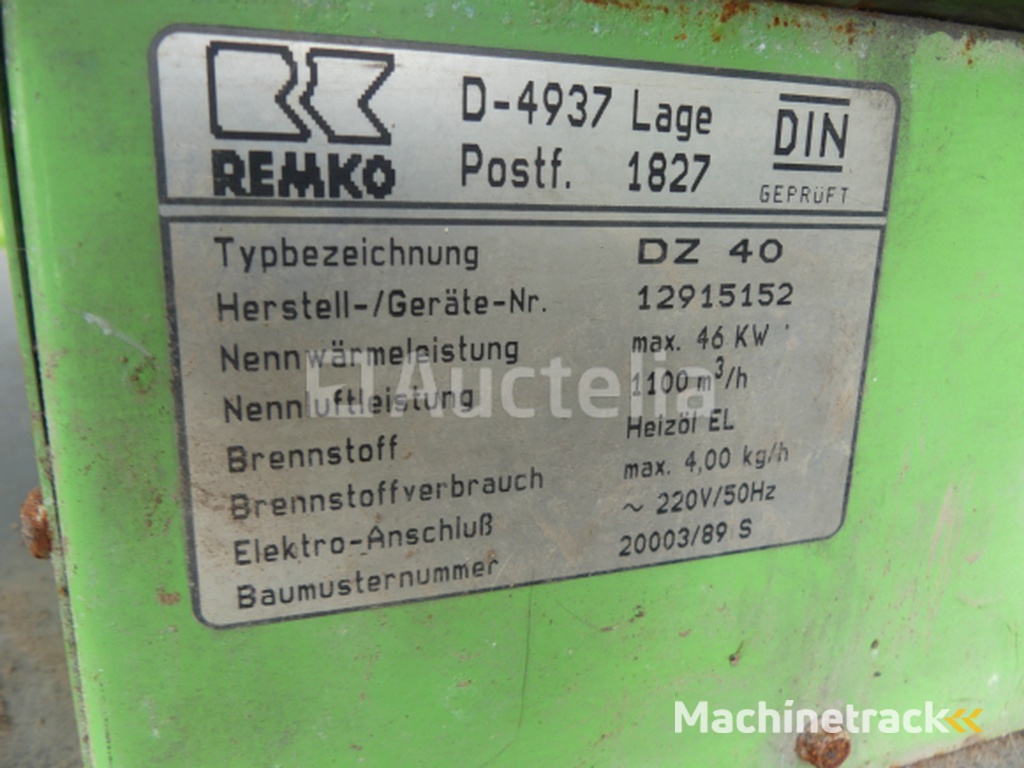 REMKO
D-4937 Lage
Postf. 1827
DIN
GEPRÜFT
Typbezeichnung DZ 40
Herstell-/Geräte-Nr. 12915152
Nennwärmeleistung max. 46 KW
Nennluftleistung 1100 m³/h
Brennstoff Heizöl EL
Brennstoffverbrauch max. 4,00 kg/h
Elektro-Anschluß ~ 220V/50Hz
Baumusternummer 20003/89 S
Auctelia
Machinetrack